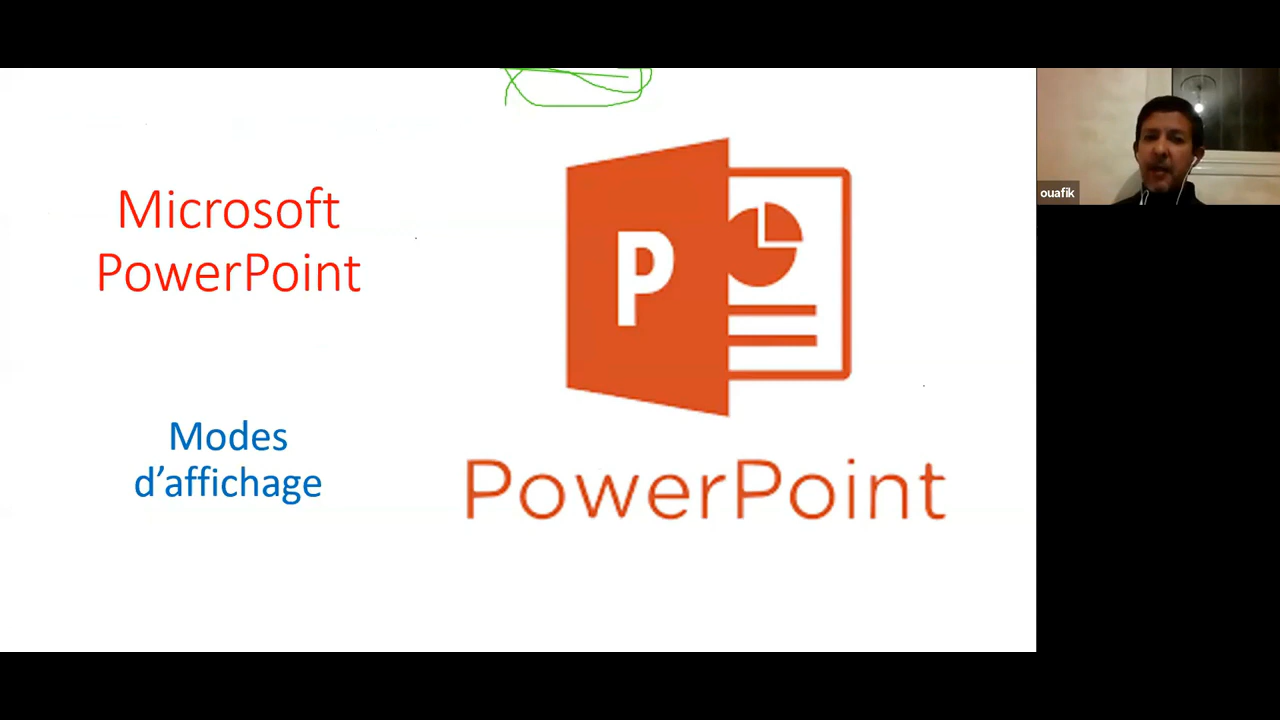 Microsoft
PowerPoint
Modes
d’affichage
P
PowerPoint
ouafik